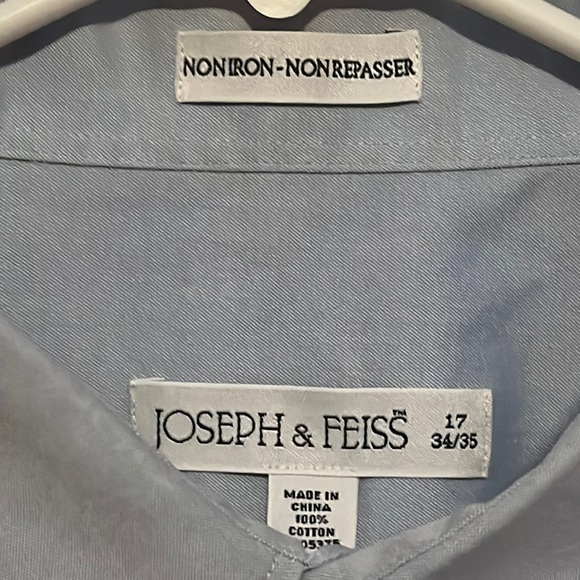 NONIRON-NONREPASSER
JOSEPH & FEISS™
17
34/35
MADE IN
CHINA
100%
COTTON